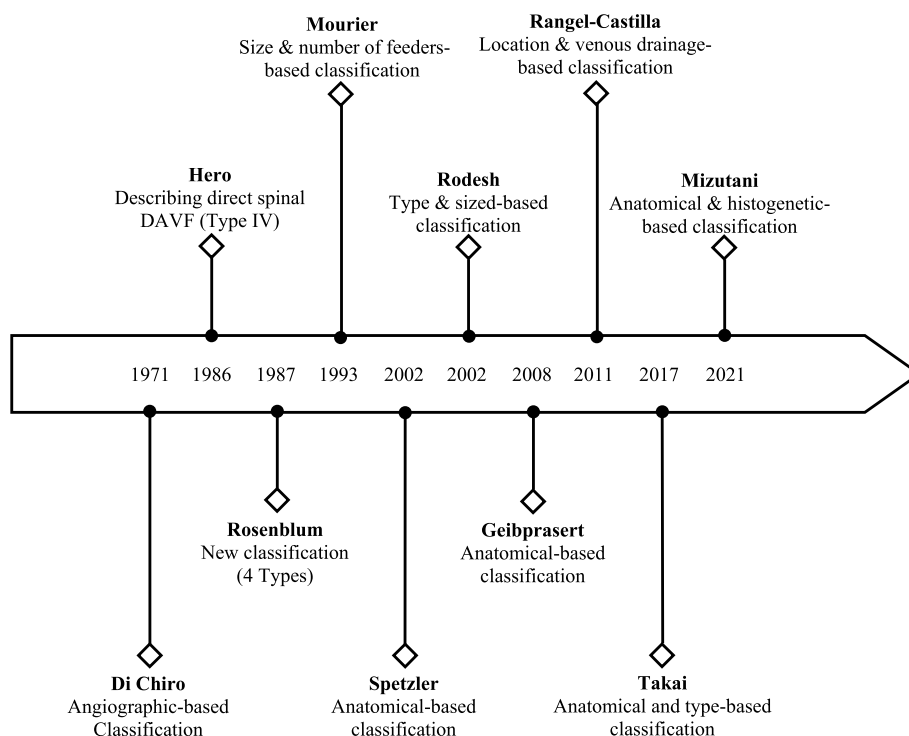 Mourier
Size & number of feeders-
based classification
Rangel-Castilla
Location & venous drainage-
based classification
Hero
Describing direct spinal
DAVF (Type IV)
Rodesh
Type & sized-based
classification
Mizutani
Anatomical & histogenetic-
based classification
1971 1986 1987 1993 2002 2002 2008 2011 2017 2021
Rosenblum
New classification
(4 Types)
Geibprasert
Anatomical-based
classification
Di Chiro
Angiographic-based
Classification
Spetzler
Anatomical-based
classification
Takai
Anatomical and type-based
classification